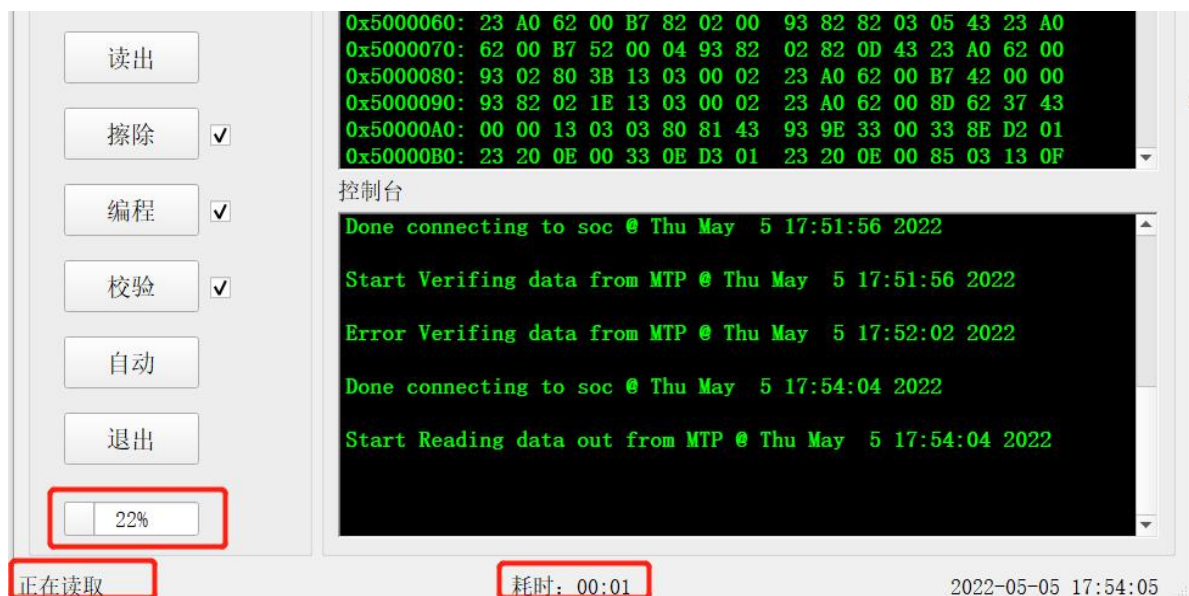 读出
擦除
编程
校验
自动
退出
22%
0x5000060: 23 A0 62 00 B7 82 02 00 93 82 82 03 05 43 23 A0
0x5000070: 62 00 B7 52 00 04 93 82 02 82 0D 43 23 A0 62 00
0x5000080: 93 02 80 3B 13 03 00 02 23 A0 62 00 B7 42 00 00
0x5000090: 93 82 02 1E 13 03 00 02 23 A0 62 00 8D 62 37 43
0x50000A0: 00 00 13 03 03 80 81 43 93 9E 33 00 33 8E D2 01
0x50000B0: 23 20 0E 00 33 0E D3 01 23 20 0E 00 85 03 13 0F
控制台
Done connecting to soc @ Thu May 5 17:51:56 2022
Start Verifing data from MTP @ Thu May 5 17:51:56 2022
Error Verifing data from MTP @ Thu May 5 17:52:02 2022
Done connecting to soc @ Thu May 5 17:54:04 2022
Start Reading data out from MTP @ Thu May 5 17:54:04 2022
正在读取
耗时：00:01
2022-05-05 17:54:05